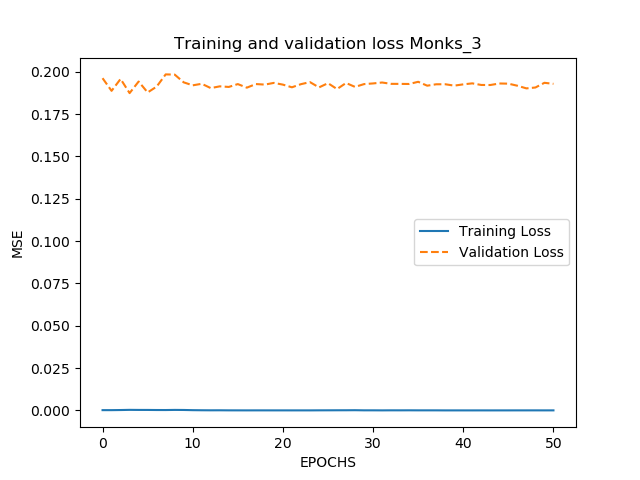 Training and validation loss Monks_3
0.200
0.175
0.150
0.125
0.100
0.075
0.050
0.025
0.000
MSE
Training Loss
Validation Loss
0 10 20 30 40 50
EPOCHS